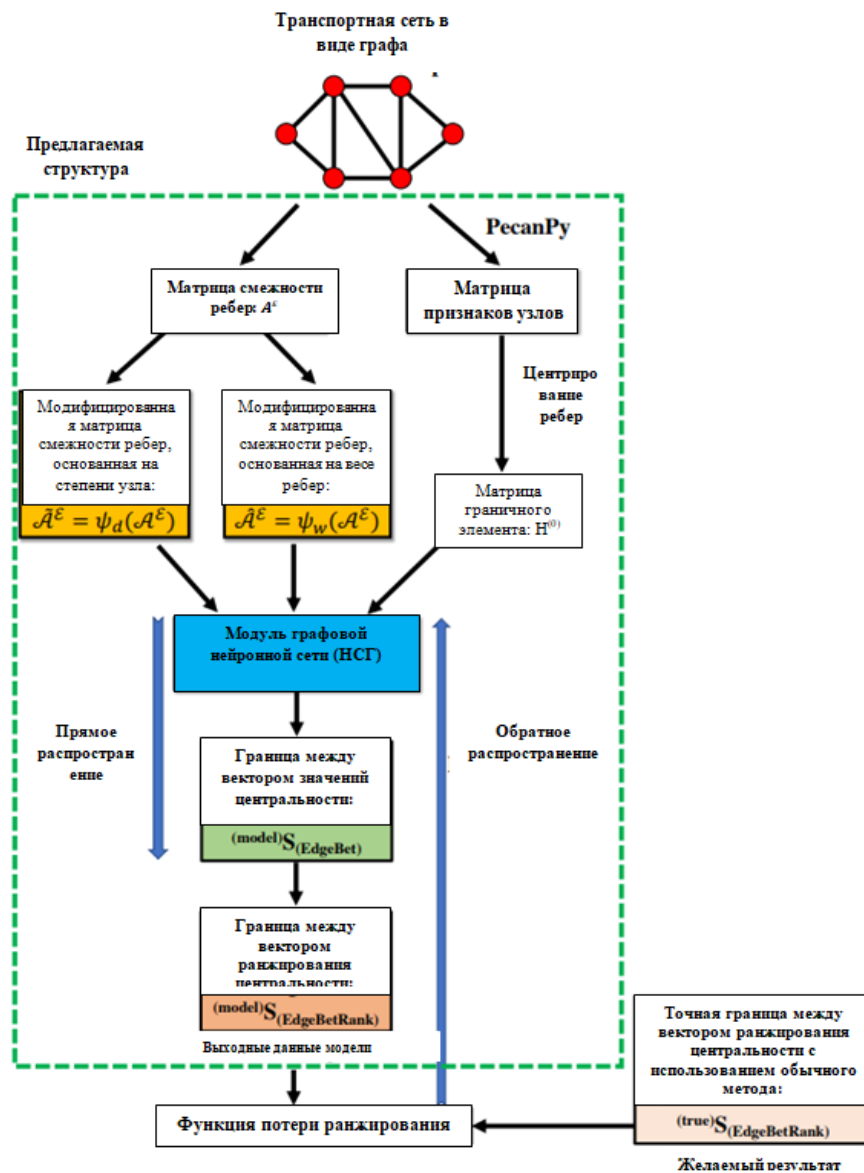 Транспортная сеть в
виде графа
Предлагаемая
структура
PecanPy
Матрица смежности
ребер: A^ε
Матрица
признаков узлов
Центриро
вание
ребер
Модифицированна
я матрица
смежности ребер,
основанная на
степени узла:
Ã^ε = ψ_d(A^ε)
Модифицированна
я матрица
смежности ребер,
основанная на весе
ребер:
Â^ε = ψ_w(A^ε)
Матрица
граничного
элемента: H^(0)
Модуль графовой
нейронной сети (НСГ)
Прямое
распростран
ение
Обратное
распространение
Граница между
вектором значений
центральности:
(model)S(EdgeBet)
Граница между
вектором
ранжирования
центральности:
(model)S(EdgeBetRank)
Выходные данные модели
Функция потери ранжирования
Точная граница между
вектором ранжирования
центральности с
использованием обычного
метода:
(true)S(EdgeBetRank)
Желаемый результат